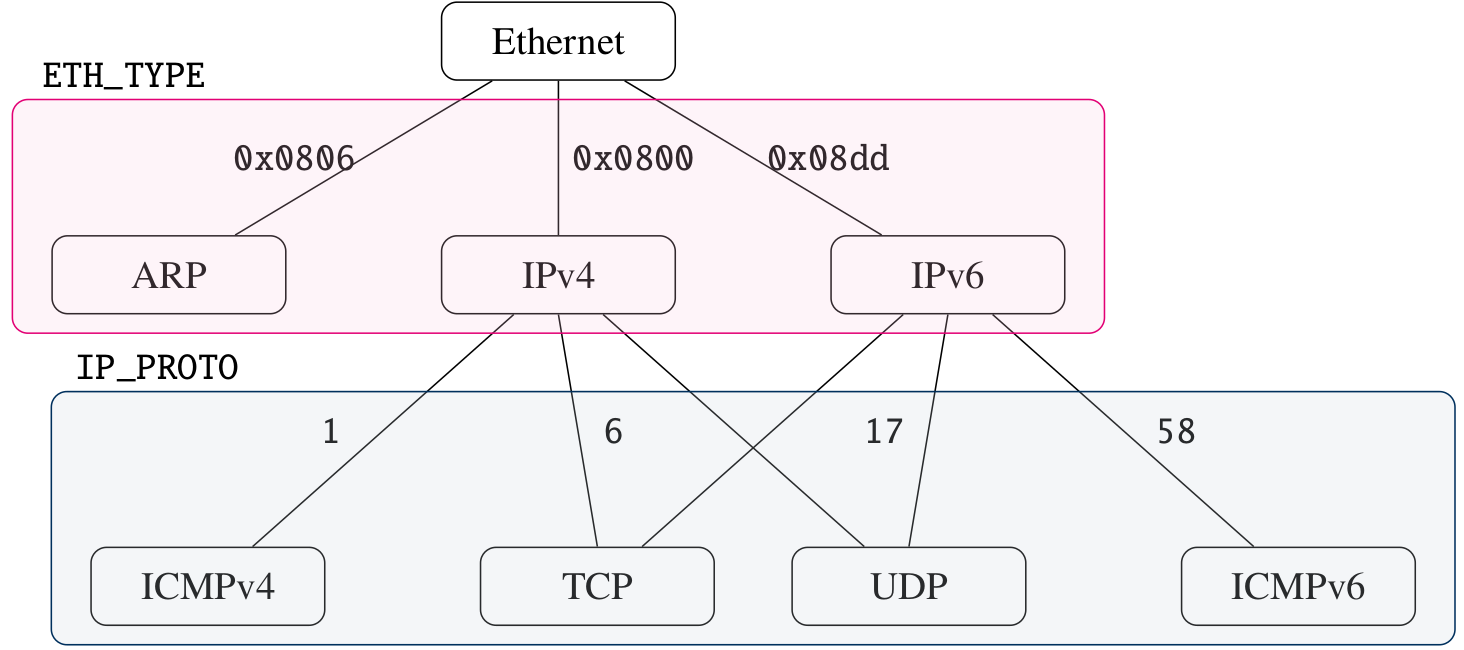 Ethernet
ETH_TYPE
0x0806
0x0800
0x08dd
ARP
IPv4
IPv6
IP_PROTO
1
6
17
58
ICMPv4
TCP
UDP
ICMPv6